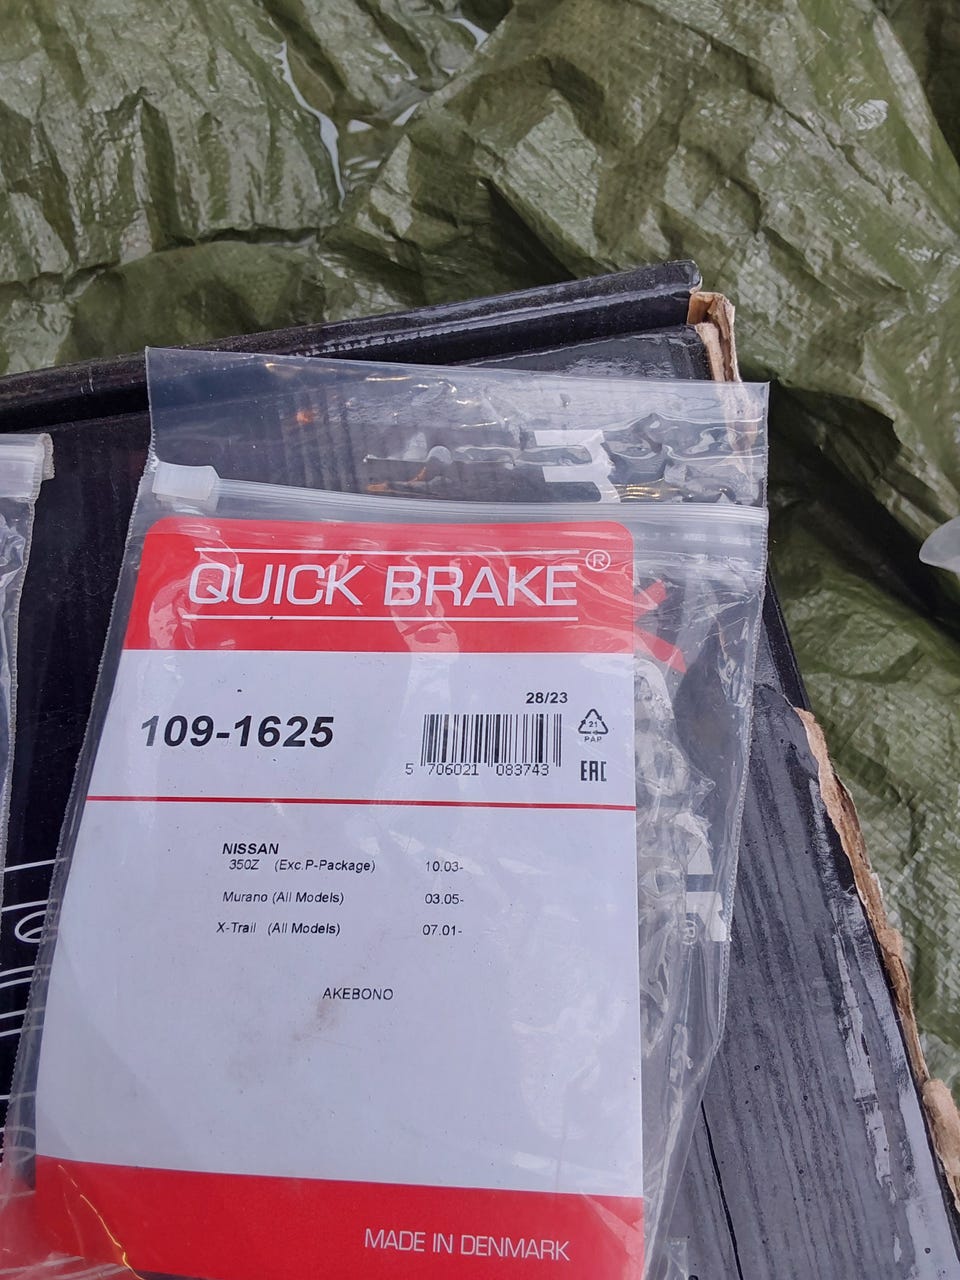 QUICK BRAKE®
28/23
109-1625
21
PAP
5 706021 083743
EAC
NISSAN
350Z (Exc.P-Package) 10.03-
Murano (All Models) 03.05-
X-Trail (All Models) 07.01-
AKEBONO
MADE IN DENMARK